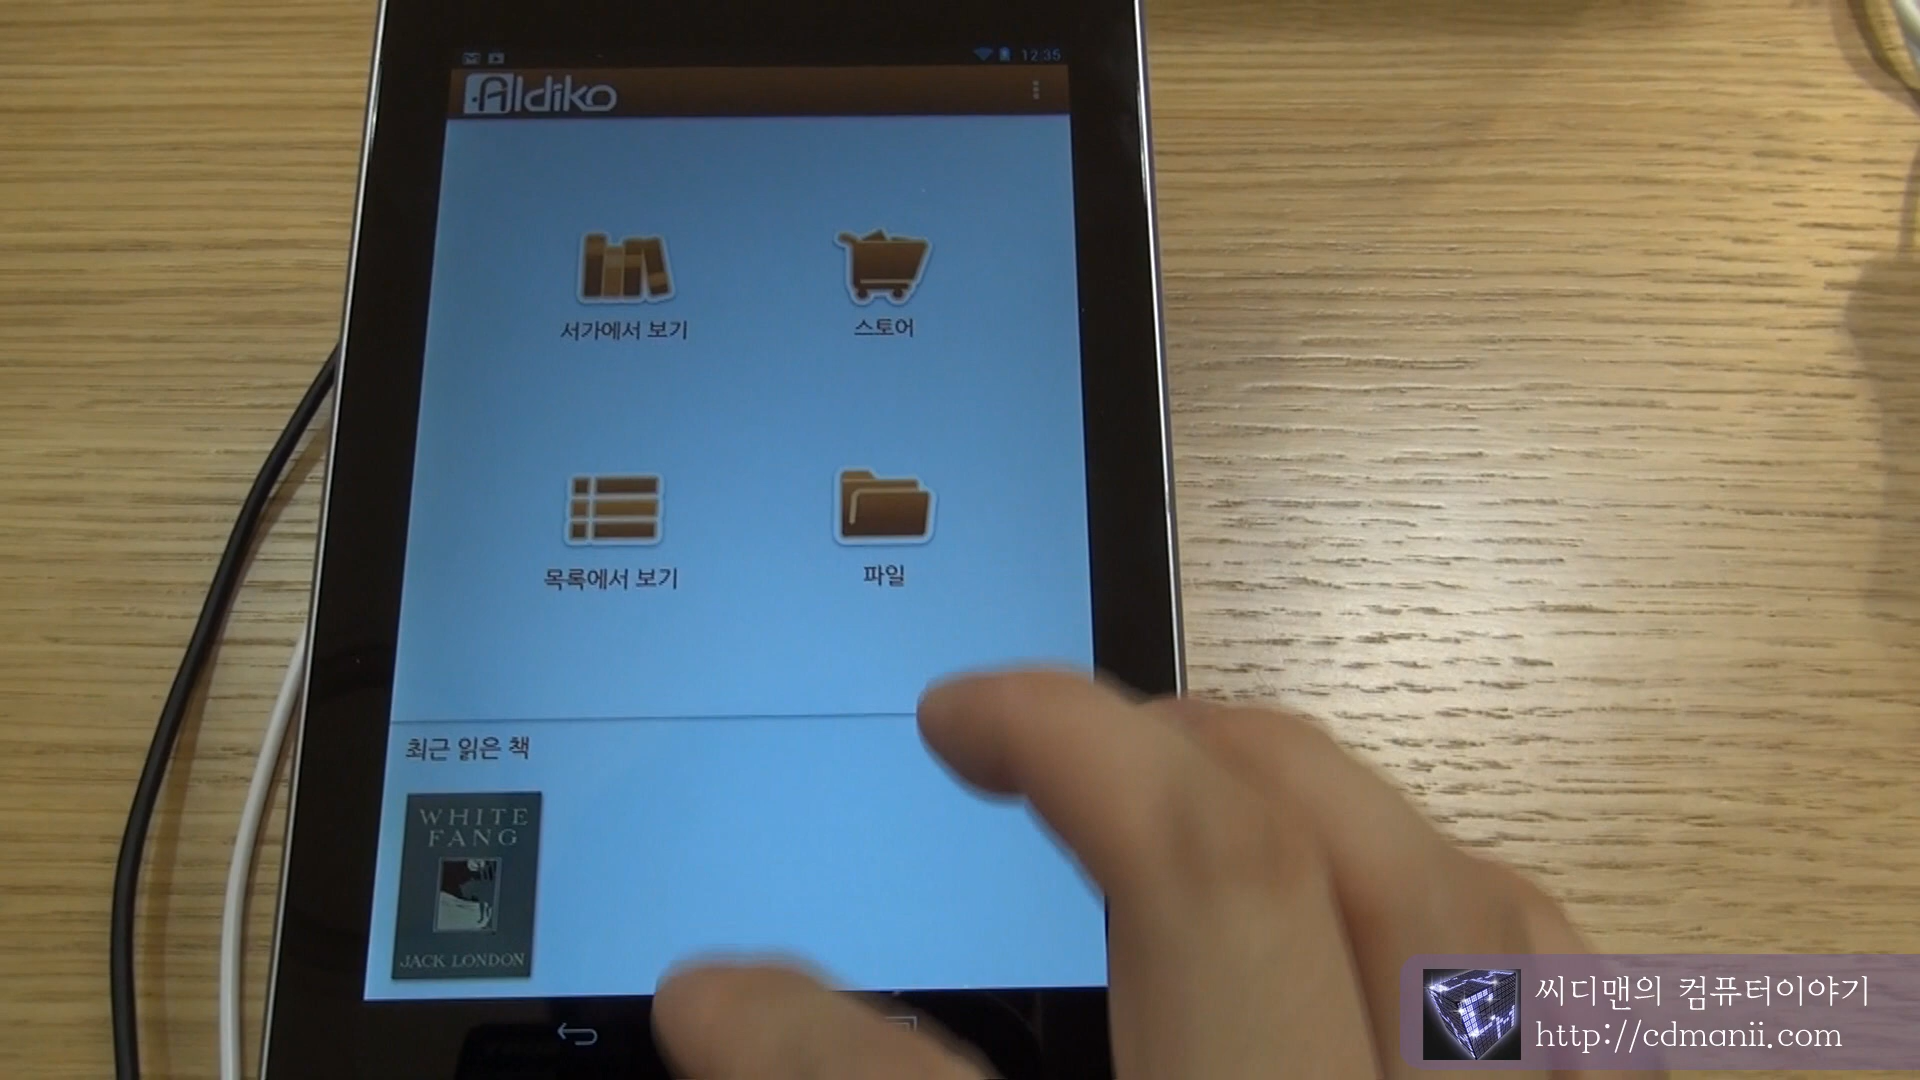 12:35
Aldiko
서가에서 보기
스토어
목록에서 보기
파일
최근 읽은 책
WHITE
FANG
JACK LONDON
씨디맨의 컴퓨터이야기
http://cdmanii.com